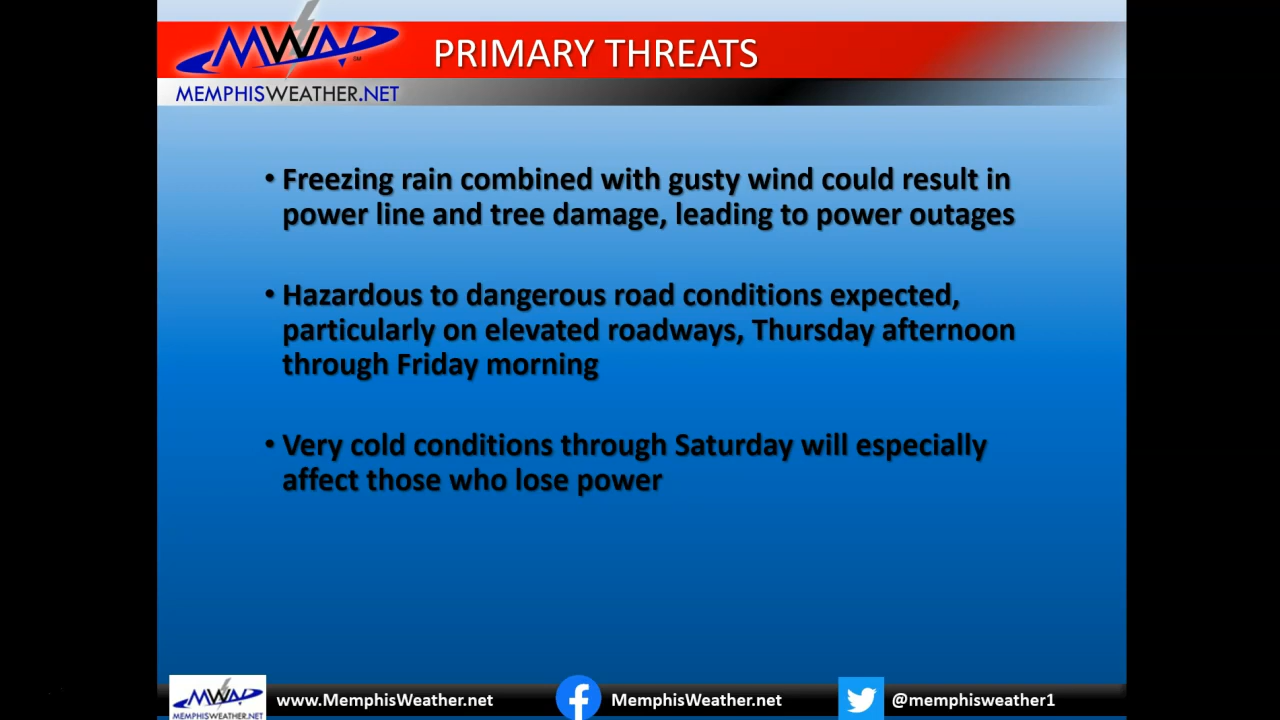 MWN SM
PRIMARY THREATS
MEMPHISWEATHER.NET
• Freezing rain combined with gusty wind could result in
power line and tree damage, leading to power outages
• Hazardous to dangerous road conditions expected,
particularly on elevated roadways, Thursday afternoon
through Friday morning
• Very cold conditions through Saturday will especially
affect those who lose power
MWN
MEMPHISWEATHER.NET
www.MemphisWeather.net
MemphisWeather.net
@memphisweather1